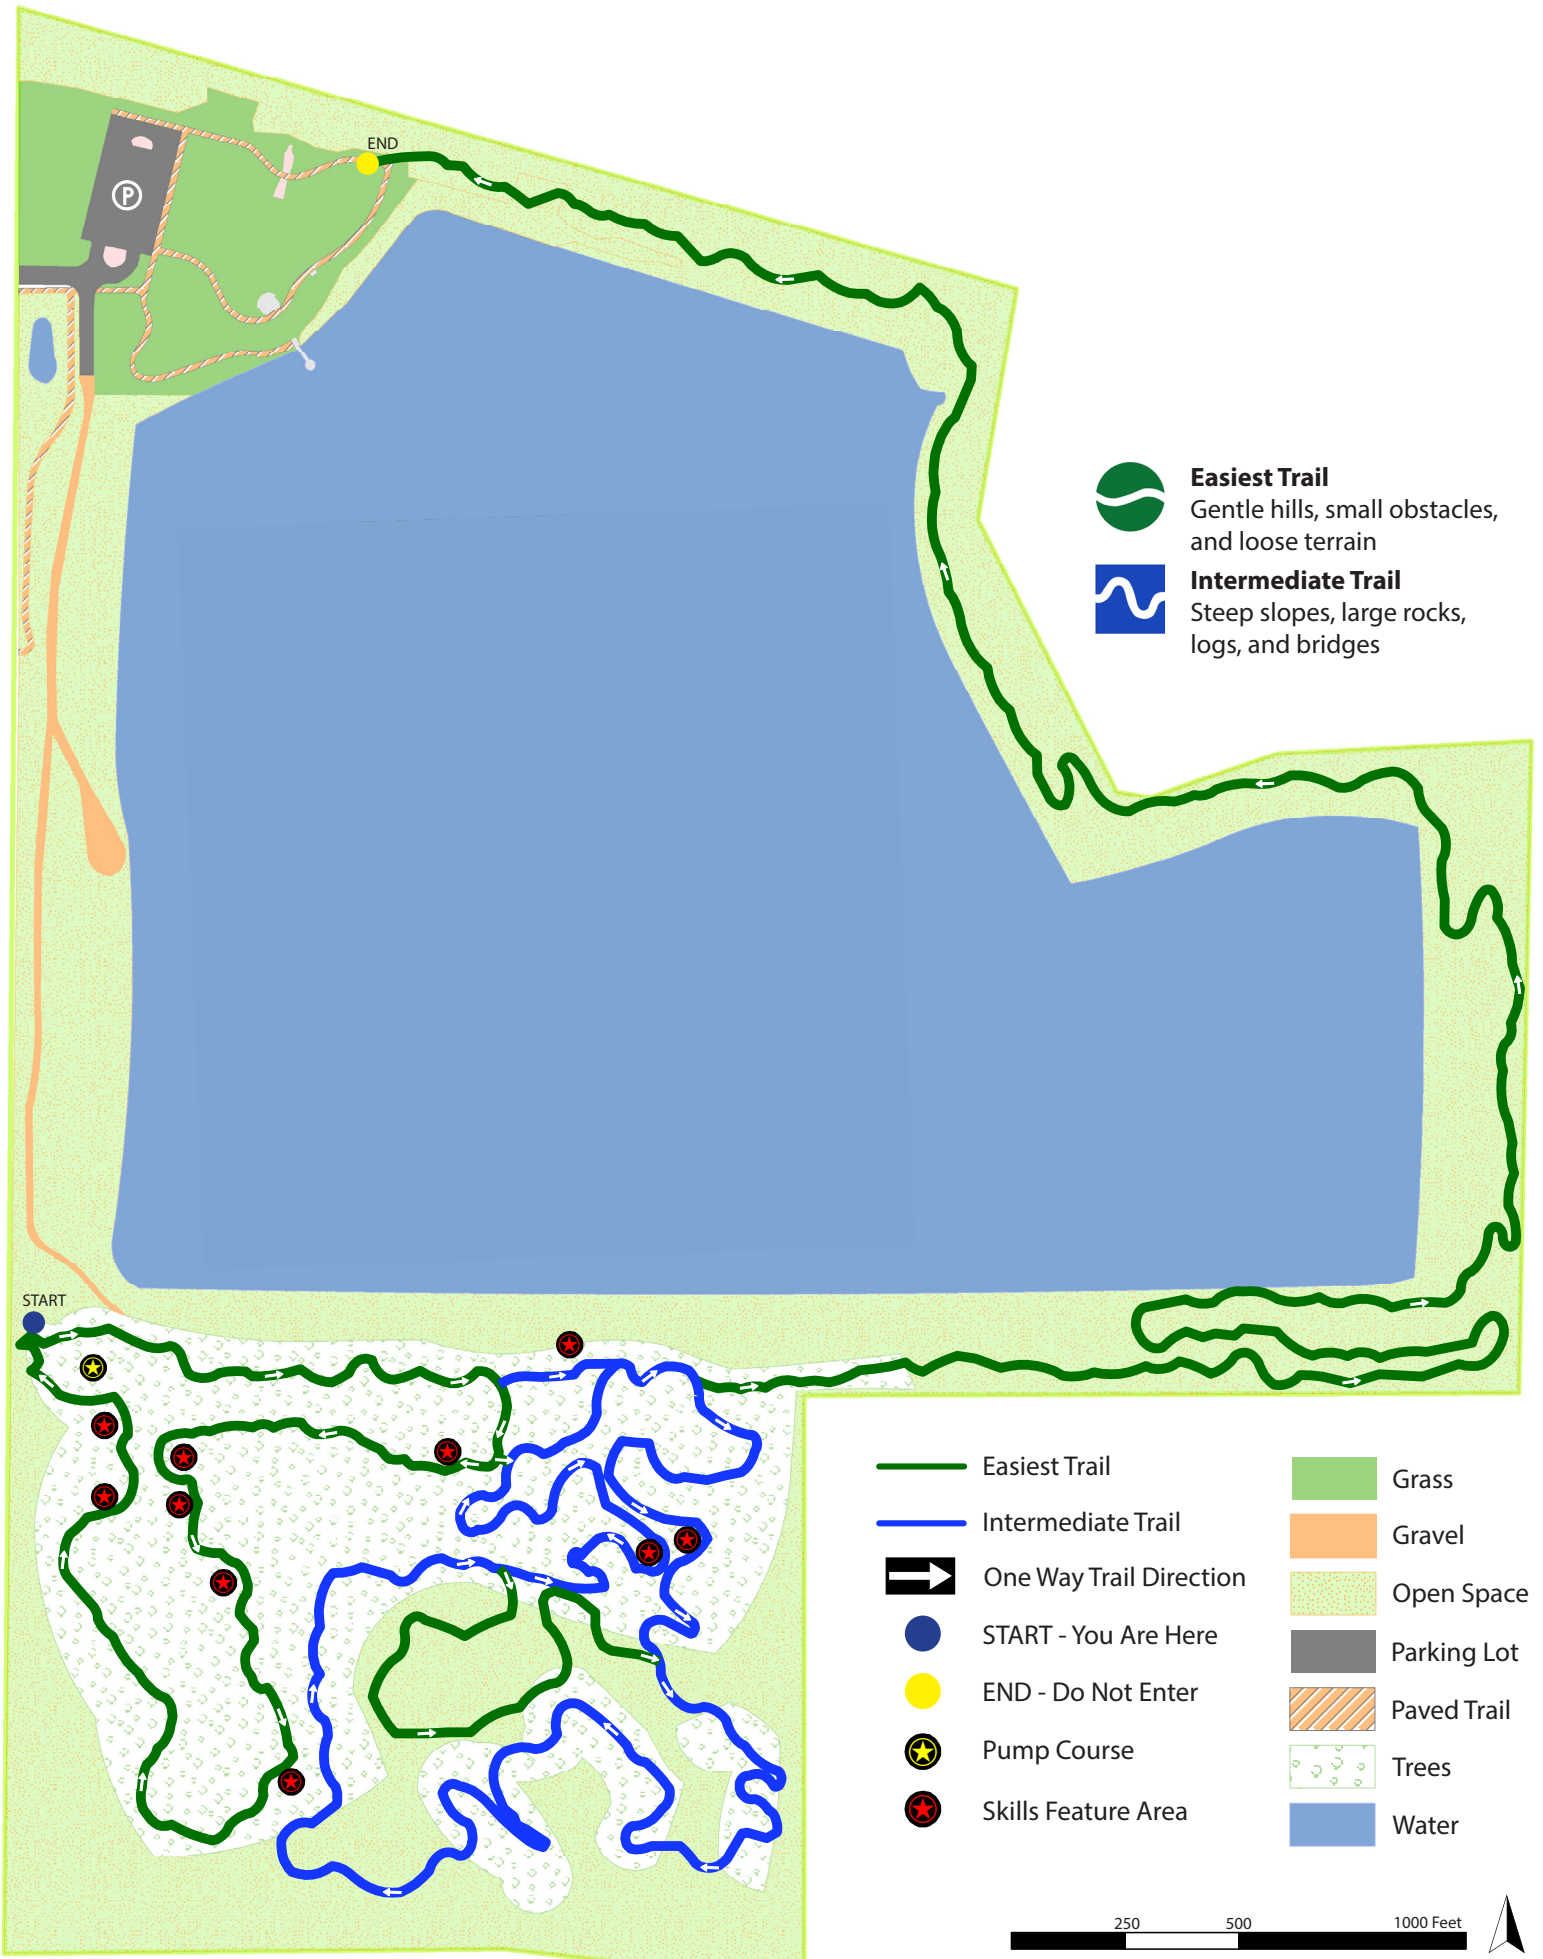 END
P
Easiest Trail
Gentle hills, small obstacles,
and loose terrain
Intermediate Trail
Steep slopes, large rocks,
logs, and bridges
START
Easiest Trail
Intermediate Trail
One Way Trail Direction
START - You Are Here
END - Do Not Enter
Pump Course
Skills Feature Area
Grass
Gravel
Open Space
Parking Lot
Paved Trail
Trees
Water
250 500 1000 Feet